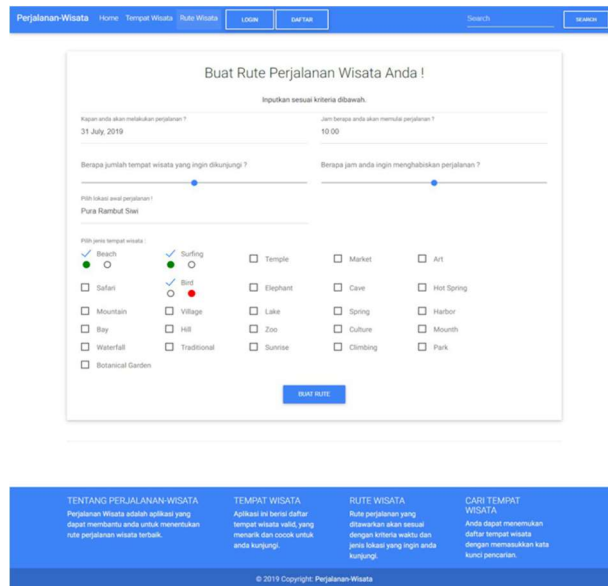 Perjalanan-Wisata Home Tempat Wisata Rute Wisata LOGIN DAFTAR Search SEARCH
Buat Rute Perjalanan Wisata Anda !
Inputkan sesuai kriteria dibawah.
Kapan anda akan melakukan perjalanan ? Jam berapa anda akan memulai perjalanan ?
31 July, 2019 10:00
Berapa jumlah tempat wisata yang ingin dikunjungi ? Berapa jam anda ingin menghabiskan perjalanan ?
Pilih lokasi awal perjalanan !
Pura Rambut Siwi
Pilih jenis tempat wisata :
Beach Surfing Temple Market Art
Safari Bird Elephant Cave Hot Spring
Mountain Village Lake Spring Harbor
Bay Hill Zoo Culture Mounth
Waterfall Traditional Sunrise Climbing Park
Botanical Garden
BUAT RUTE
TENTANG PERJALANAN-WISATA
Perjalanan Wisata adalah aplikasi yang
dapat membantu anda untuk menentukan
rute perjalanan wisata terbaik.
TEMPAT WISATA
Aplikasi ini berisi daftar
tempat wisata valid, yang
menarik dan cocok untuk
anda kunjungi.
RUTE WISATA
Rute perjalanan yang
ditawarkan akan sesuai
dengan kriteria waktu dan
jenis lokasi yang ingin anda
kunjungi.
CARI TEMPAT
WISATA
Anda dapat menemukan
daftar tempat wisata
dengan memasukkan kata
kunci pencarian.
© 2019 Copyright: Perjalanan-Wisata